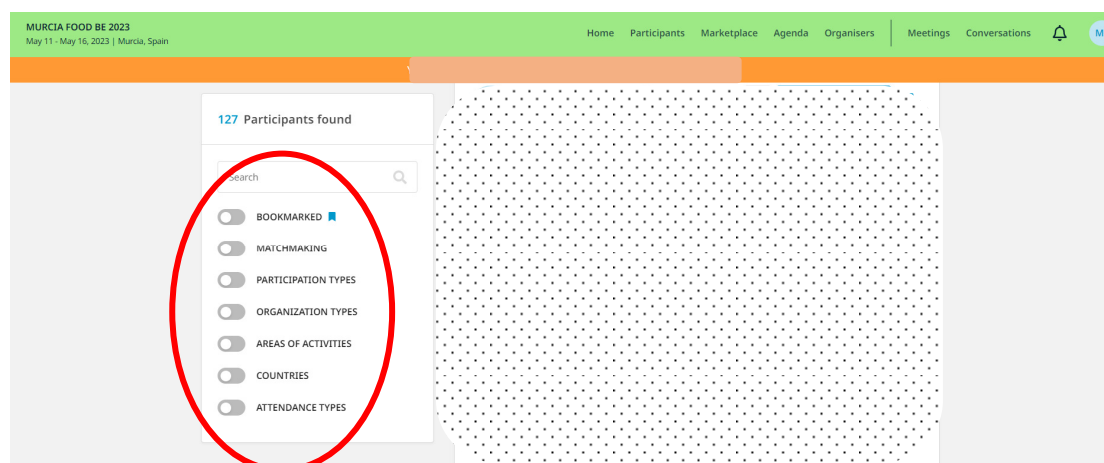 MURCIA FOOD BE 2023
May 11 - May 16, 2023 | Murcia, Spain
Home Participants Marketplace Agenda Organisers Meetings Conversations M
127 Participants found
Search
BOOKMARKED
MATCHMAKING
PARTICIPATION TYPES
ORGANIZATION TYPES
AREAS OF ACTIVITIES
COUNTRIES
ATTENDANCE TYPES